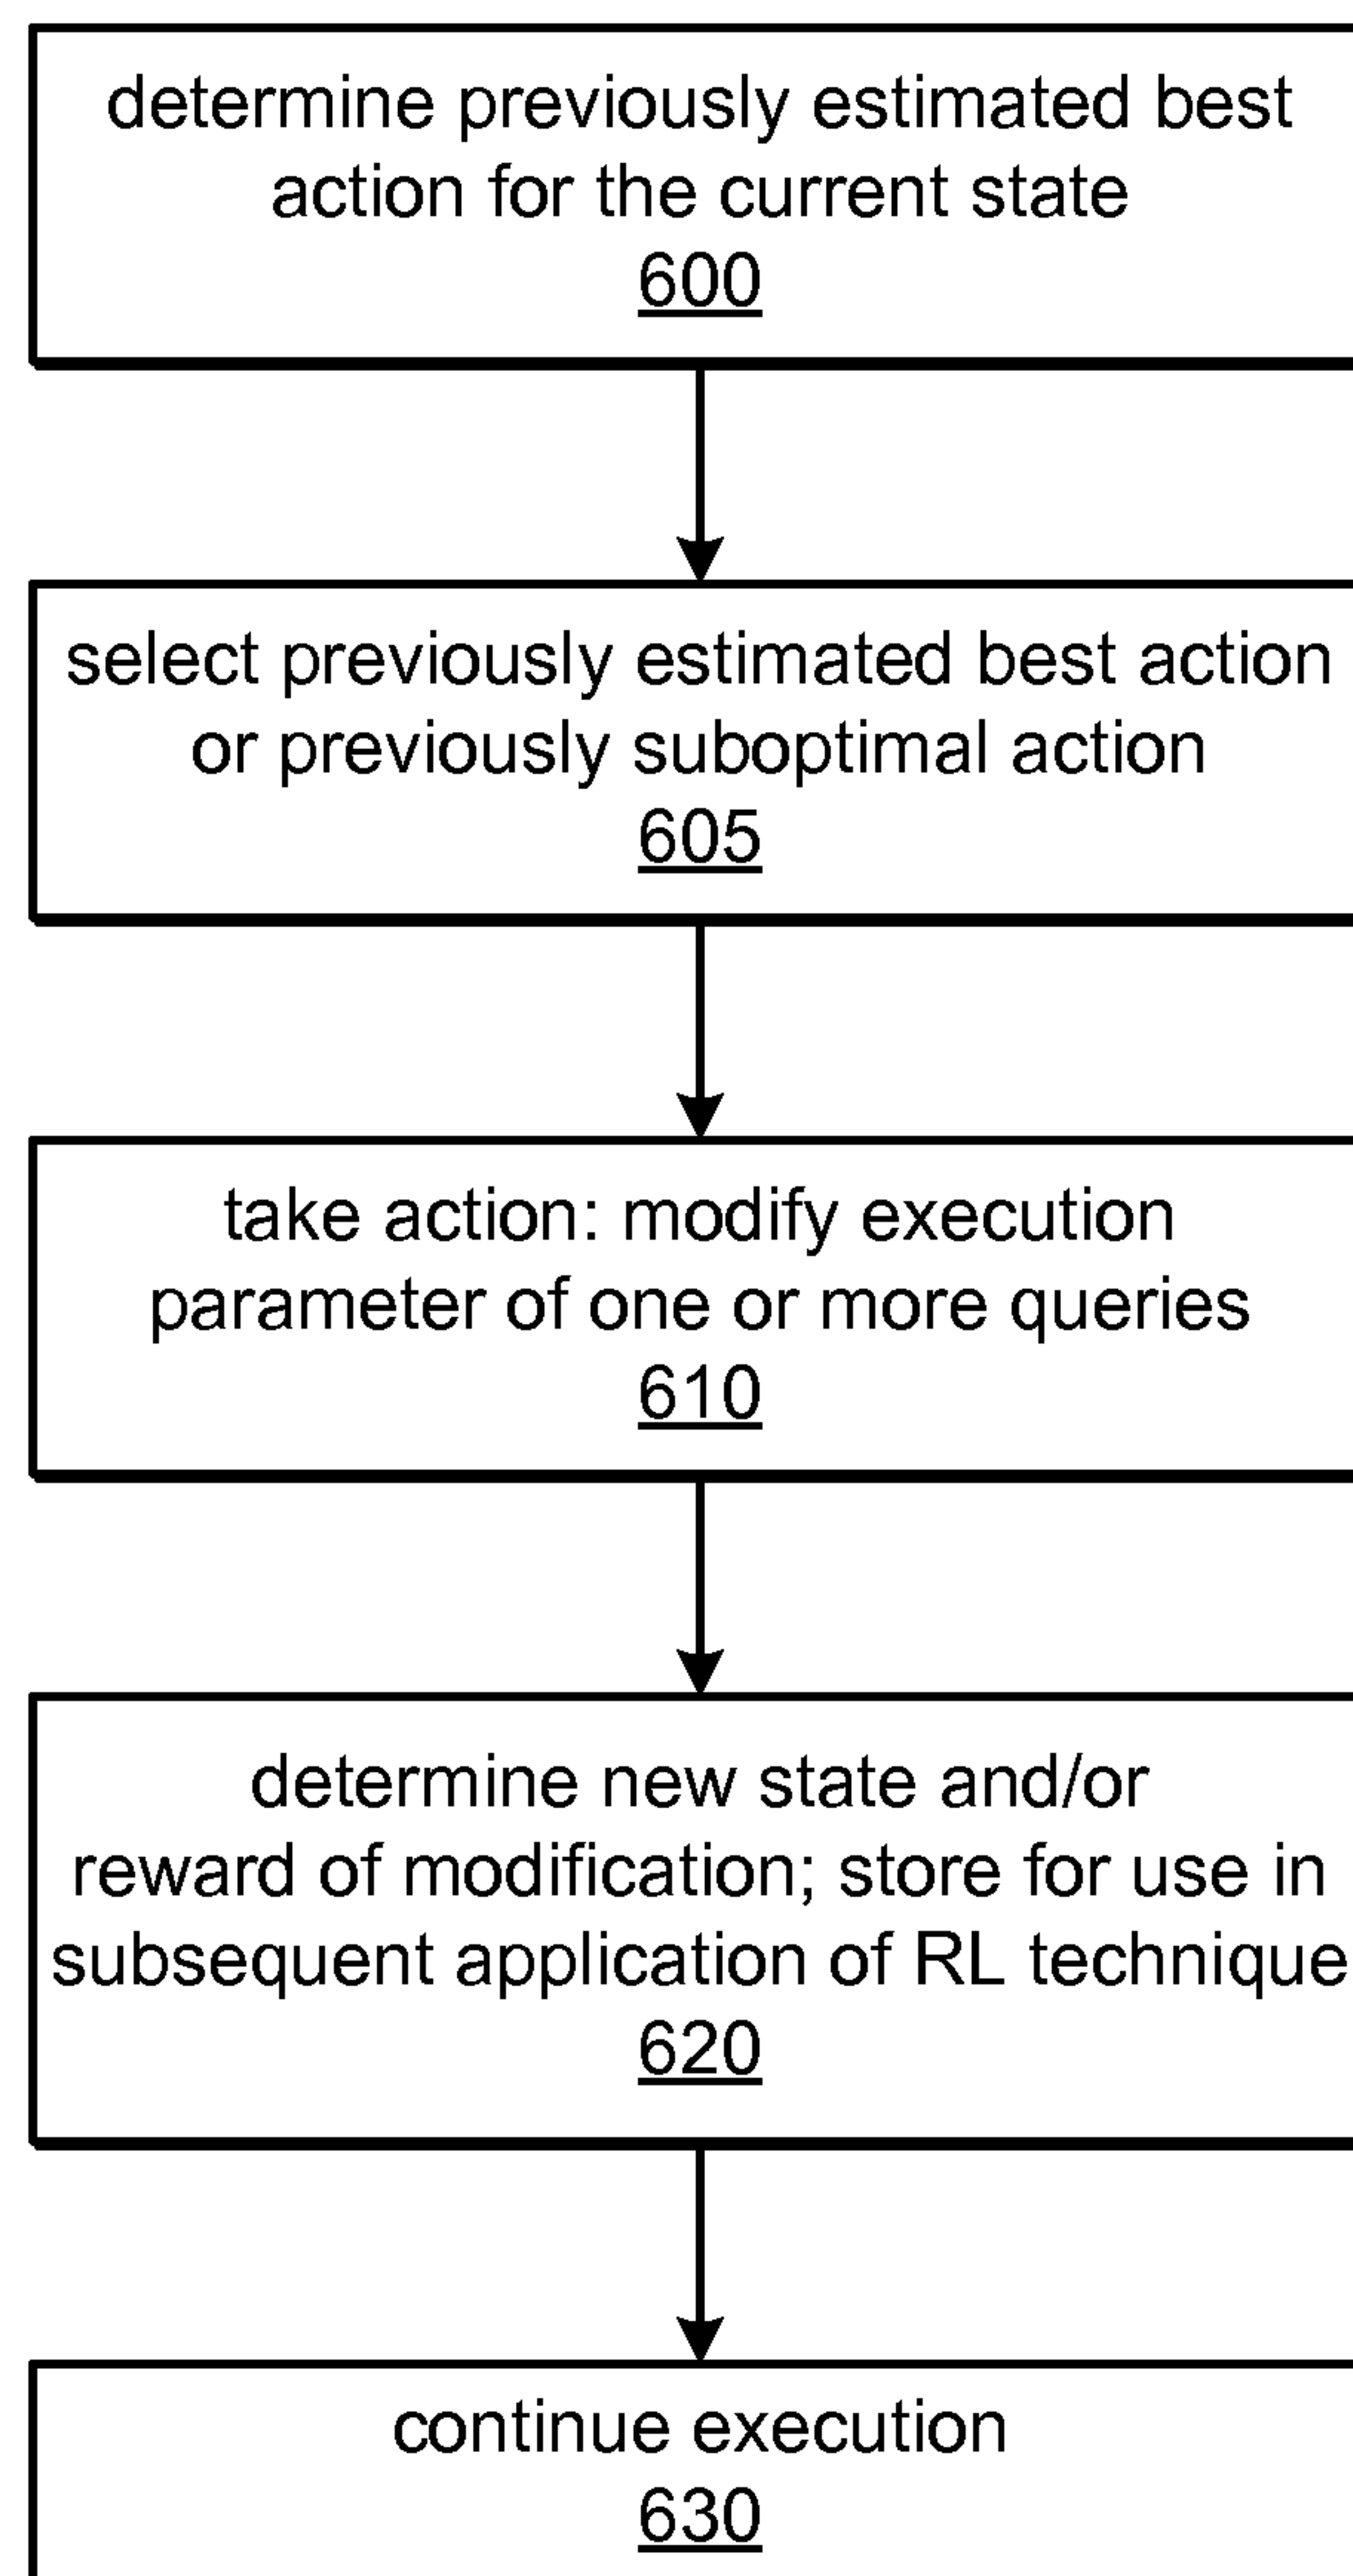 determine previously estimated best
action for the current state
600
select previously estimated best action
or previously suboptimal action
605
take action: modify execution
parameter of one or more queries
610
determine new state and/or
reward of modification; store for use in
subsequent application of RL technique
620
continue execution
630